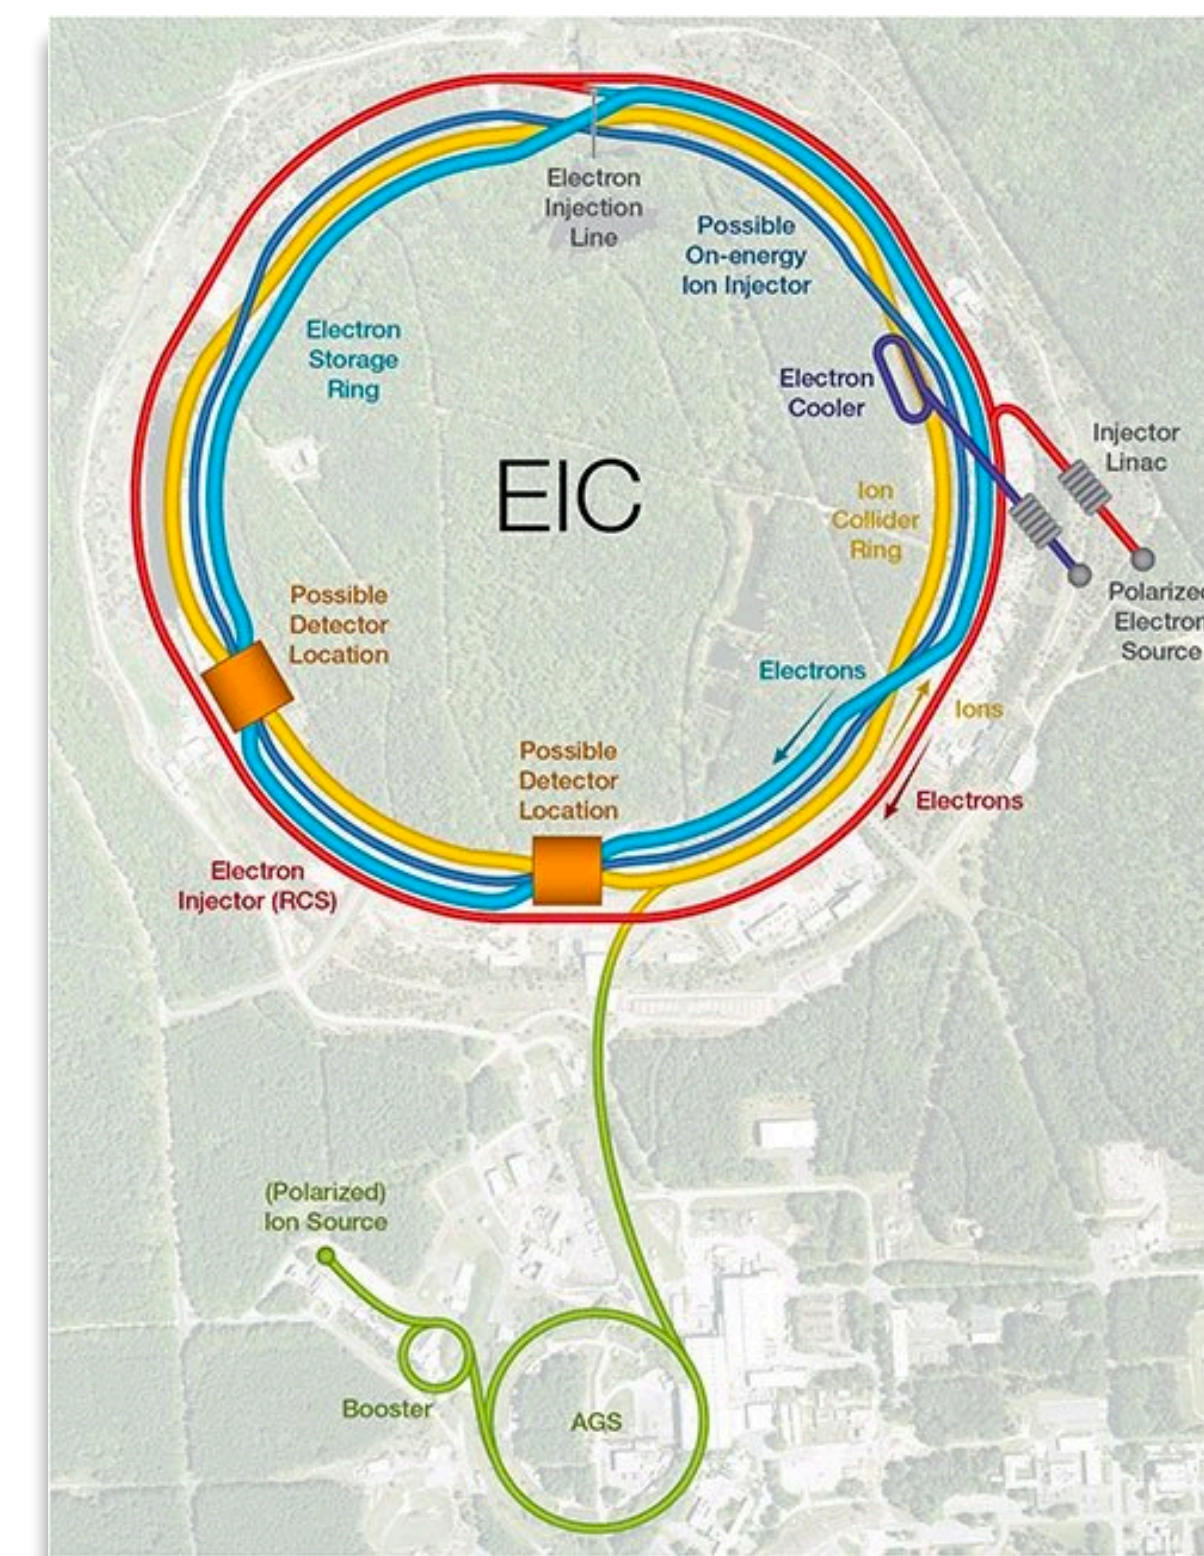 Electron
Injection
Line
Possible
On-energy
Ion Injector
Electron
Storage
Ring
Electron
Cooler
Injector
Linac
EIC
Ion
Collider
Ring
Polarized
Electron
Source
Possible
Detector
Location
Electrons
Ions
Possible
Detector
Location
Electrons
Electron
Injector (RCS)
(Polarized)
Ion Source
Booster
AGS